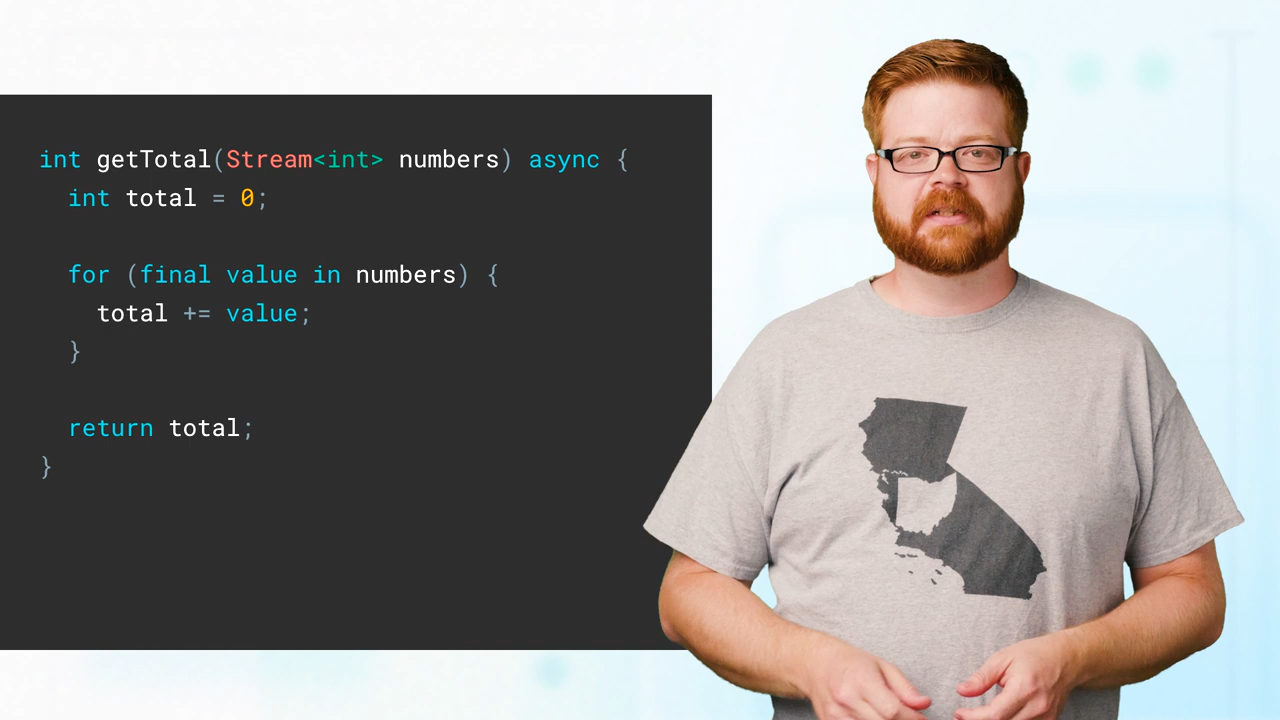 int getTotal(Stream<int> numbers) async {
  int total = 0;
  for (final value in numbers) {
    total += value;
  }
  return total;
}